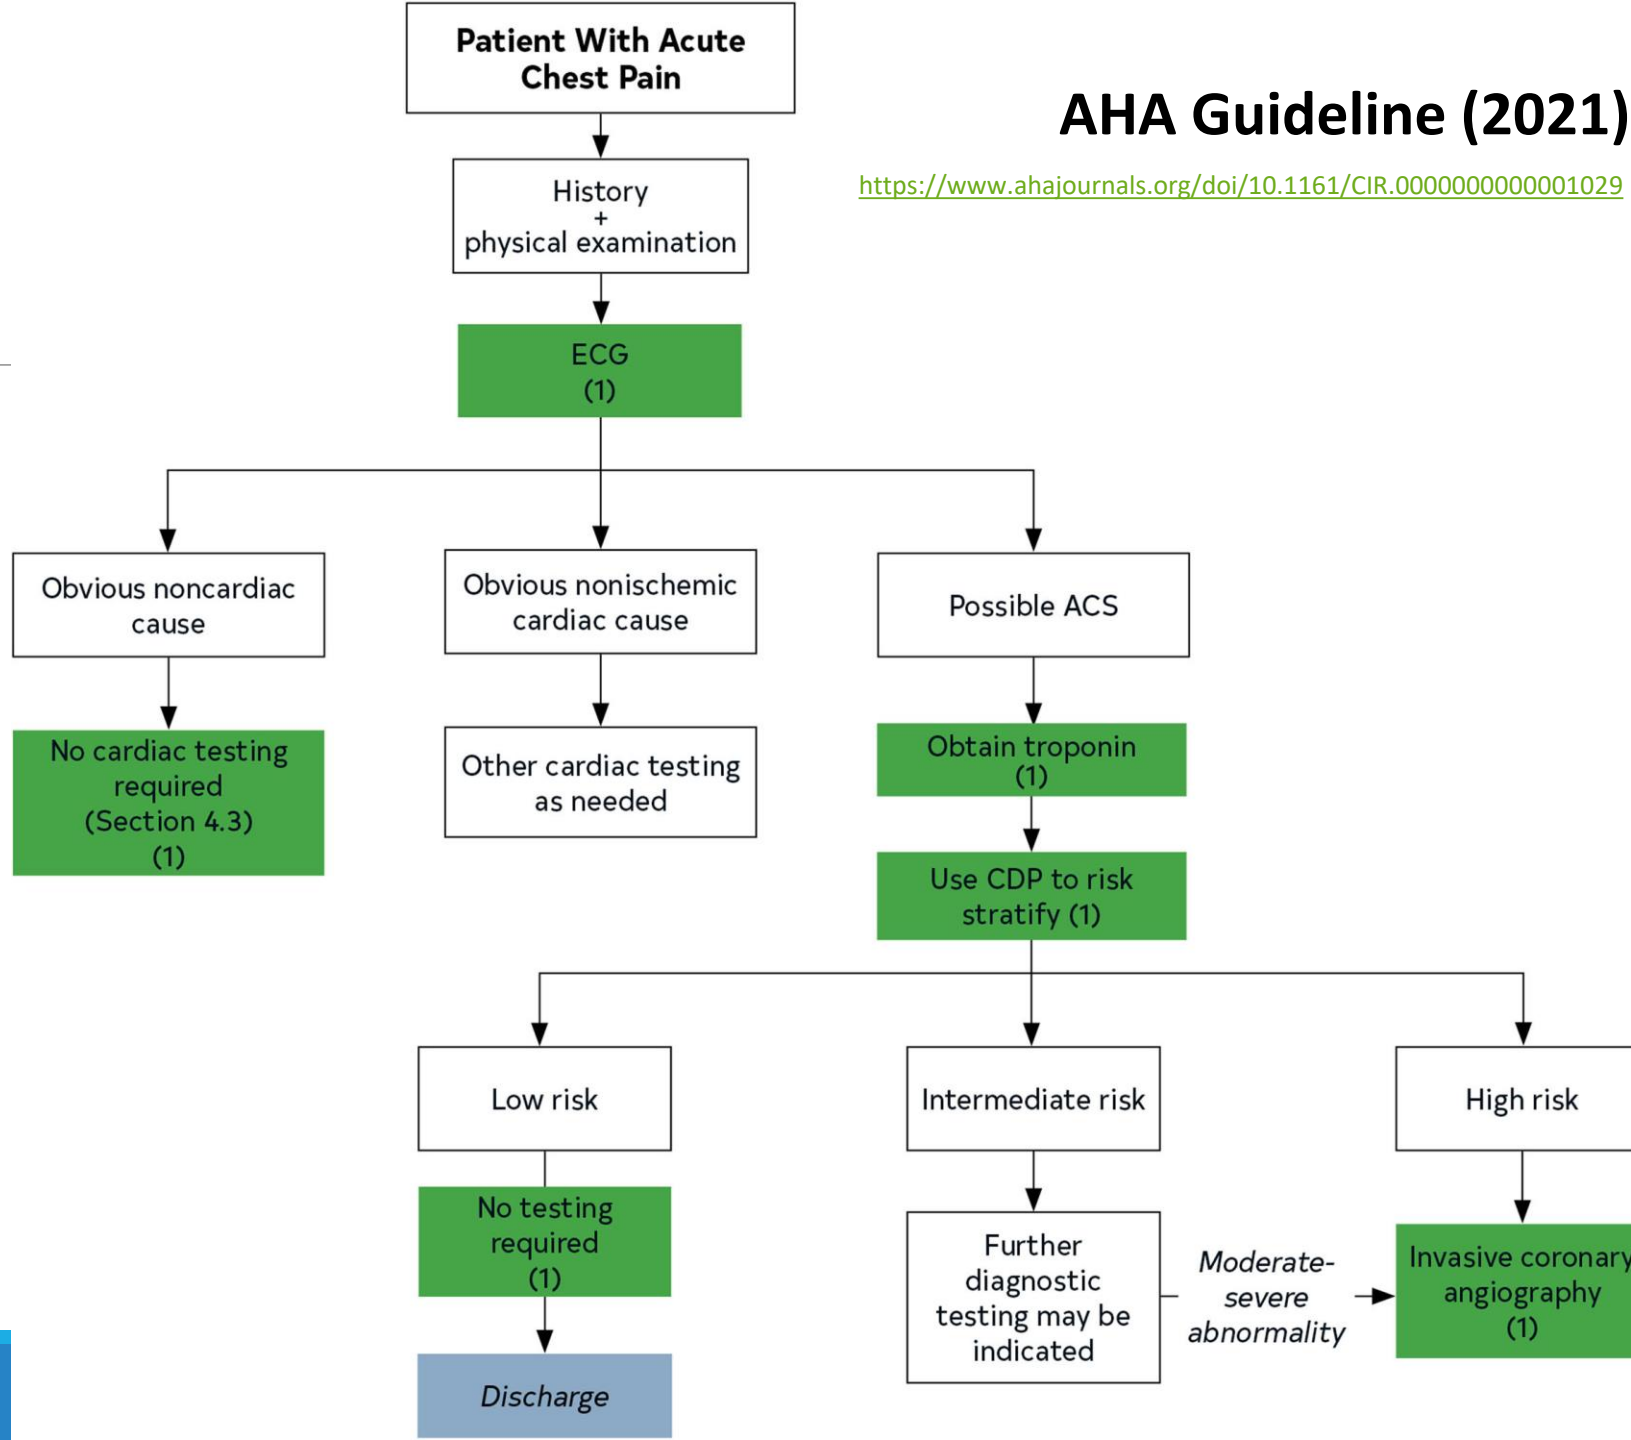 Patient With Acute
Chest Pain
AHA Guideline (2021)
https://www.ahajournals.org/doi/10.1161/CIR.0000000000001029
History
+
physical examination
ECG
(1)
Obvious noncardiac
cause
Obvious nonischemic
cardiac cause
Possible ACS
No cardiac testing
required
(Section 4.3)
(1)
Other cardiac testing
as needed
Obtain troponin
(1)
Use CDP to risk
stratify (1)
Low risk
Intermediate risk
High risk
No testing
required
(1)
Further
diagnostic
testing may be
indicated
Moderate-
severe
abnormality
Invasive coronary
angiography
(1)
Discharge